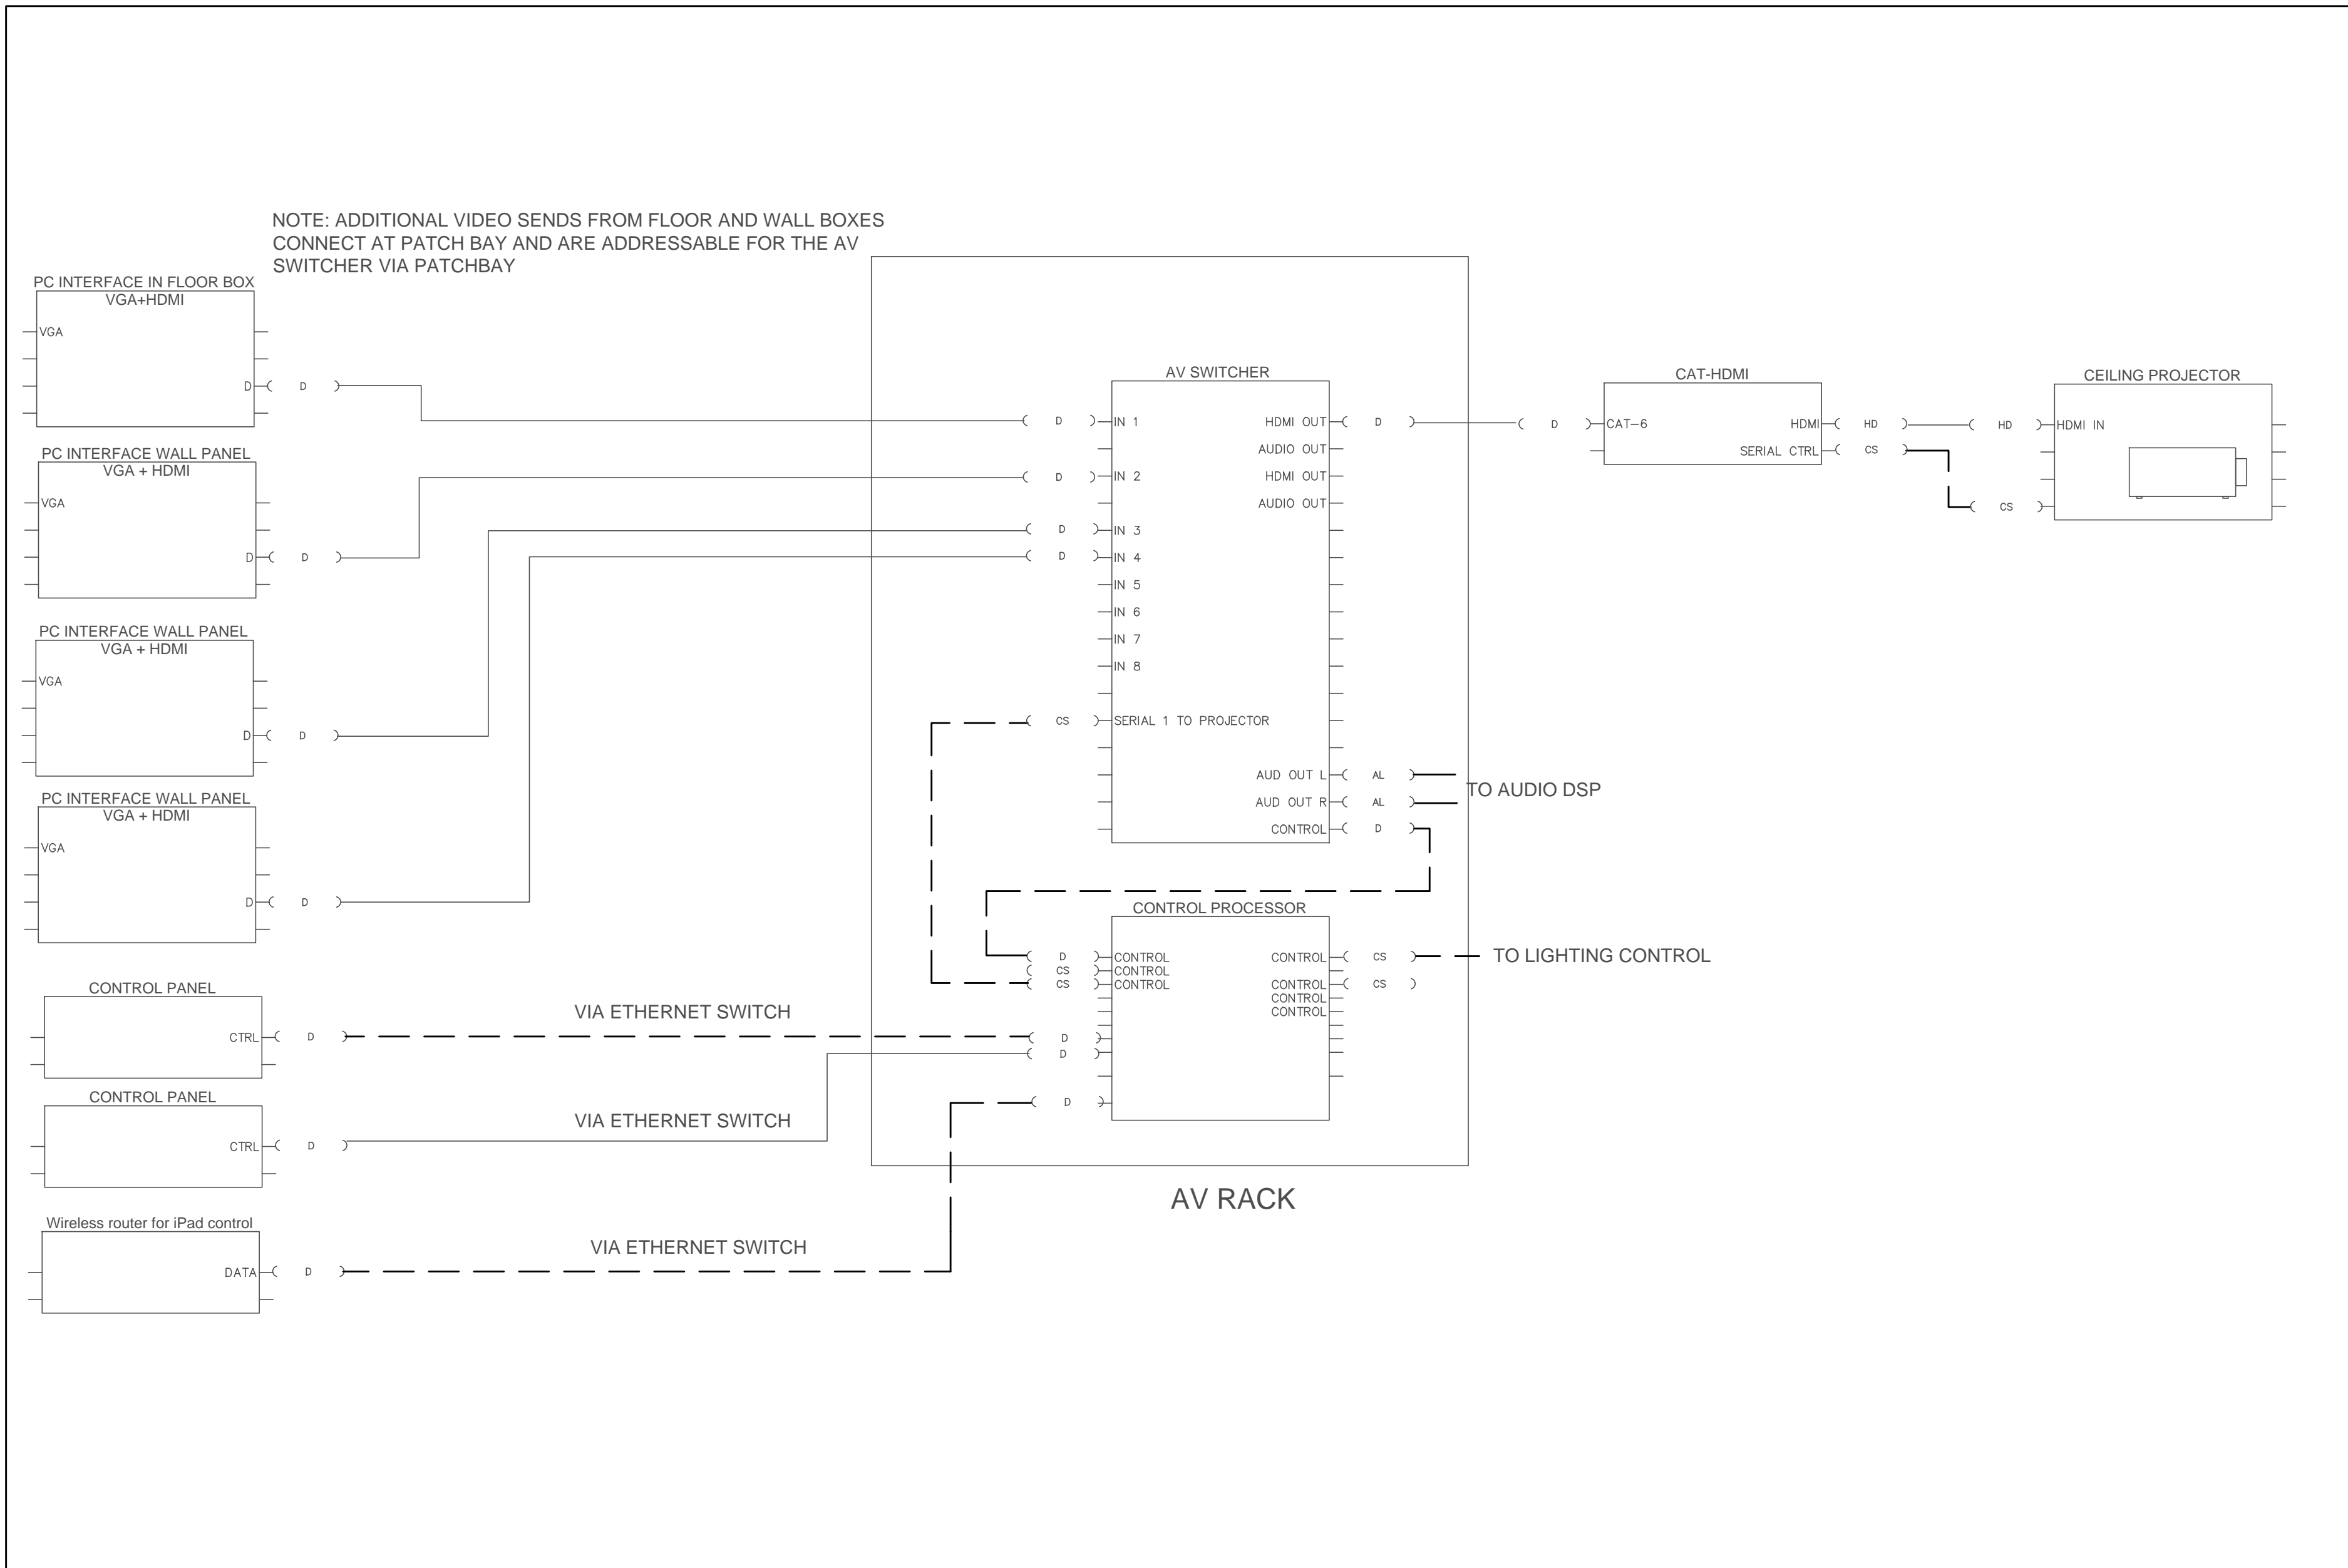 NOTE: ADDITIONAL VIDEO SENDS FROM FLOOR AND WALL BOXES
CONNECT AT PATCH BAY AND ARE ADDRESSABLE FOR THE AV
SWITCHER VIA PATCHBAY
PC INTERFACE IN FLOOR BOX
VGA+HDMI
VGA
D
D
PC INTERFACE WALL PANEL
VGA + HDMI
VGA
D
D
PC INTERFACE WALL PANEL
VGA + HDMI
VGA
D
D
PC INTERFACE WALL PANEL
VGA + HDMI
VGA
D
D
CONTROL PANEL
CTRL
D
VIA ETHERNET SWITCH
CONTROL PANEL
CTRL
D
VIA ETHERNET SWITCH
Wireless router for iPad control
DATA
D
VIA ETHERNET SWITCH
AV SWITCHER
D IN 1 HDMI OUT D
AUDIO OUT
D IN 2 HDMI OUT
AUDIO OUT
D IN 3
D IN 4
IN 5
IN 6
IN 7
IN 8
CS SERIAL 1 TO PROJECTOR
AUD OUT L AL
TO AUDIO DSP
AUD OUT R AL
CONTROL D
CONTROL PROCESSOR
D CONTROL CONTROL CS TO LIGHTING CONTROL
CS CONTROL
CS CONTROL CONTROL CS
CONTROL
CONTROL
D
D
D
AV RACK
CAT-HDMI
D CAT-6 HDMI HD
SERIAL CTRL CS
CEILING PROJECTOR
HD HDMI IN
CS